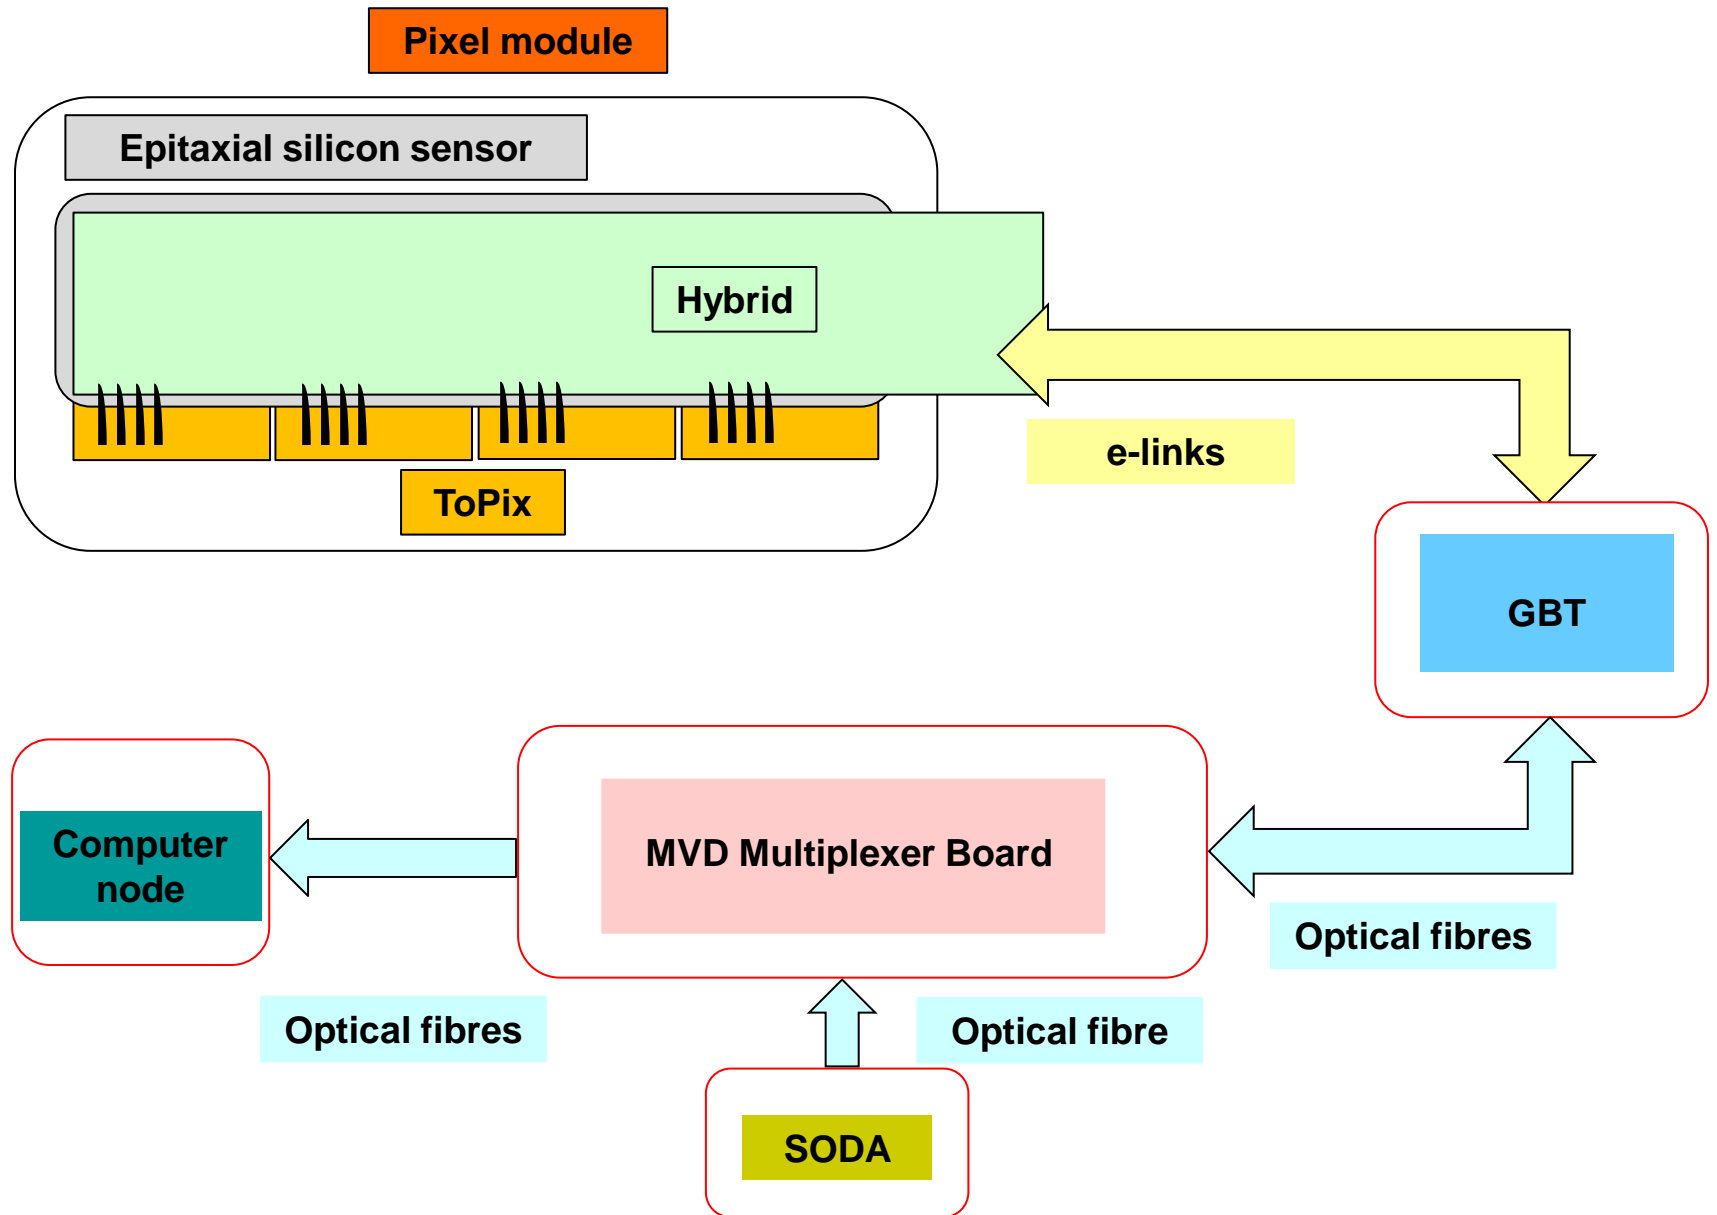 Pixel module
Epitaxial silicon sensor
Hybrid
e-links
ToPix
GBT
Computer
node
MVD Multiplexer Board
Optical fibres
Optical fibres
Optical fibre
SODA